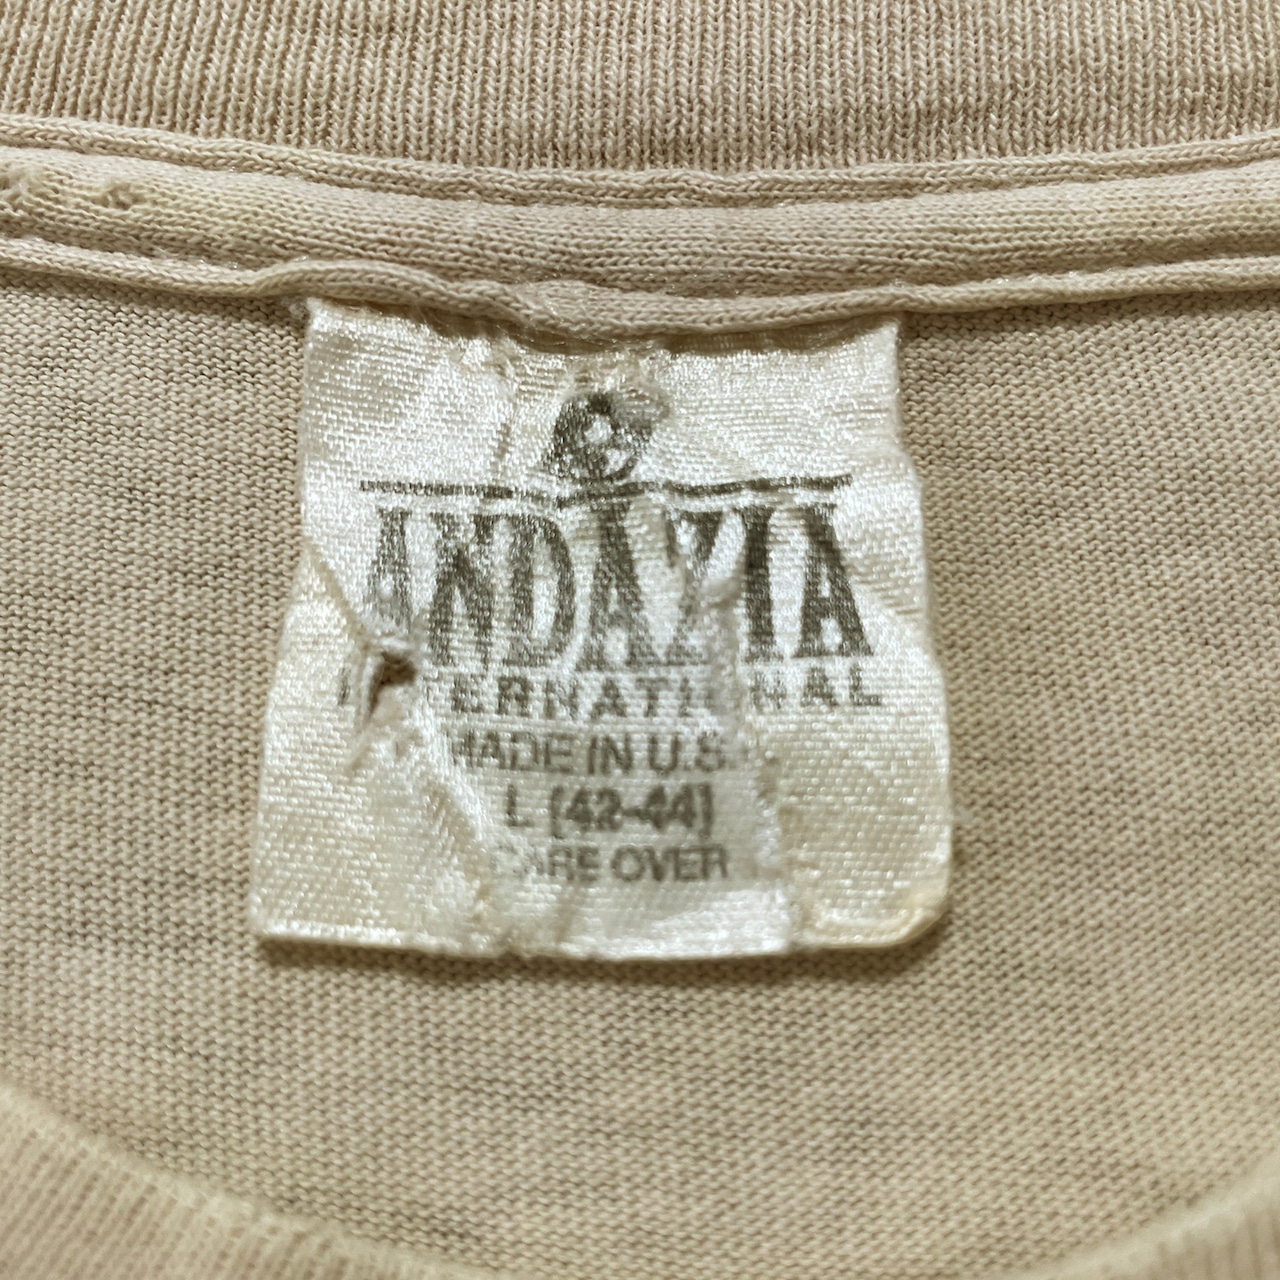 ANDAZIA
INTERNATIONAL
MADE IN U.S.
L [42-44]
CARE OVER